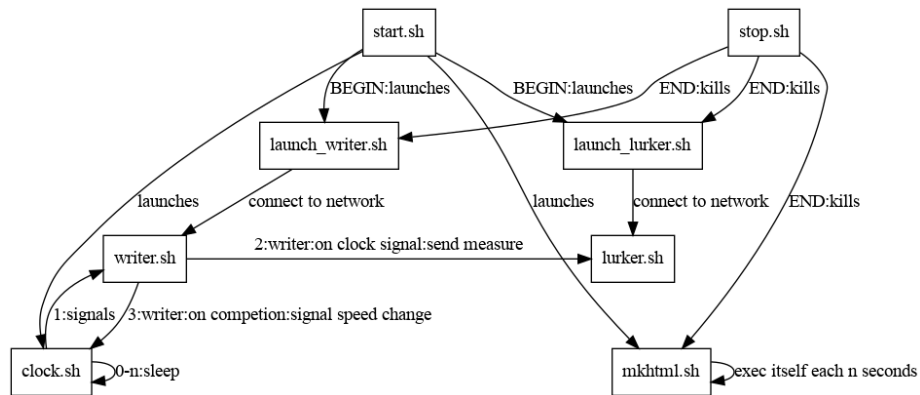 start.sh
stop.sh
BEGIN:launches
BEGIN:launches
END:kills
END:kills
launch_writer.sh
launch_lurker.sh
launches
connect to network
launches
connect to network
END:kills
writer.sh
2:writer:on clock signal:send measure
lurker.sh
1:signals
3:writer:on competion:signal speed change
clock.sh
0-n:sleep
mkhtml.sh
exec itself each n seconds